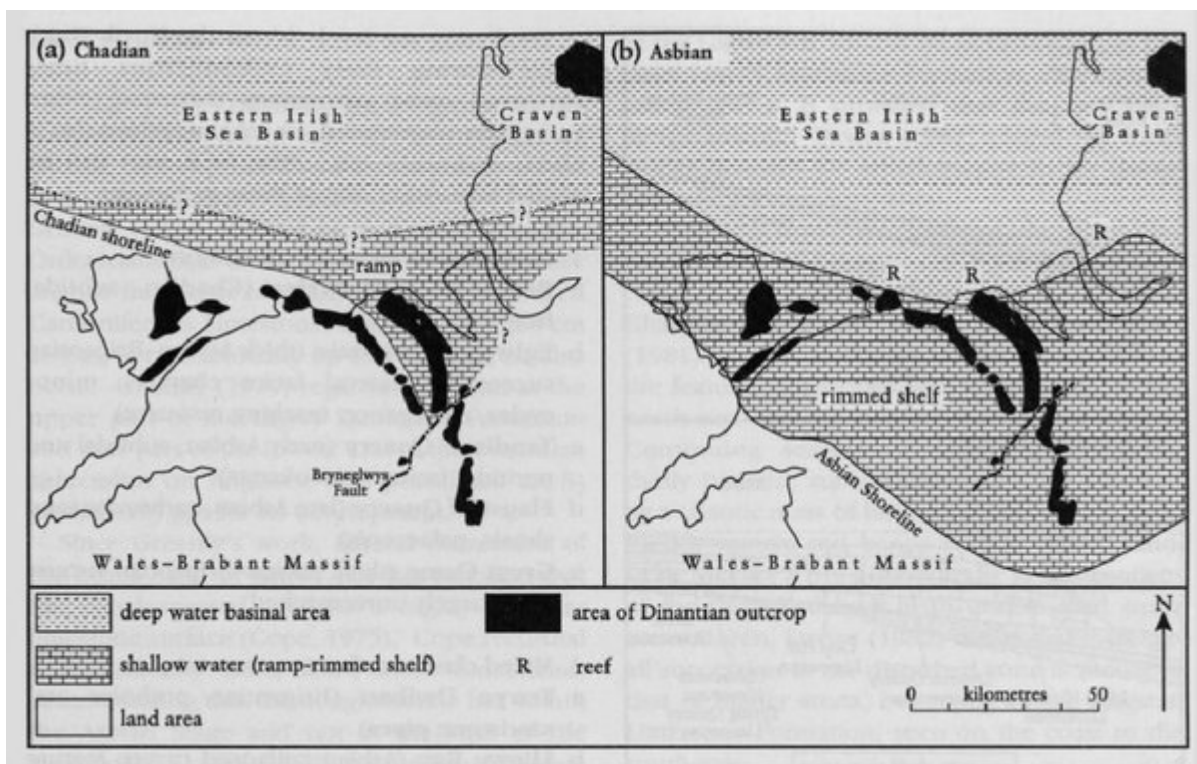 (a) Chadian
Eastern Irish
Sea Basin
Craven
Basin
?
?
?
Chadian shoreline
ramp
?
Bryneglwys
Fault
Wales–Brabant Massif
(b) Asbian
Eastern Irish
Sea Basin
Craven
Basin
R
R
R
rimmed shelf
Asbian Shoreline
Wales–Brabant Massif
deep water basinal area
shallow water (ramp-rimmed shelf)
land area
area of Dinantian outcrop
R reef
N
0 kilometres 50